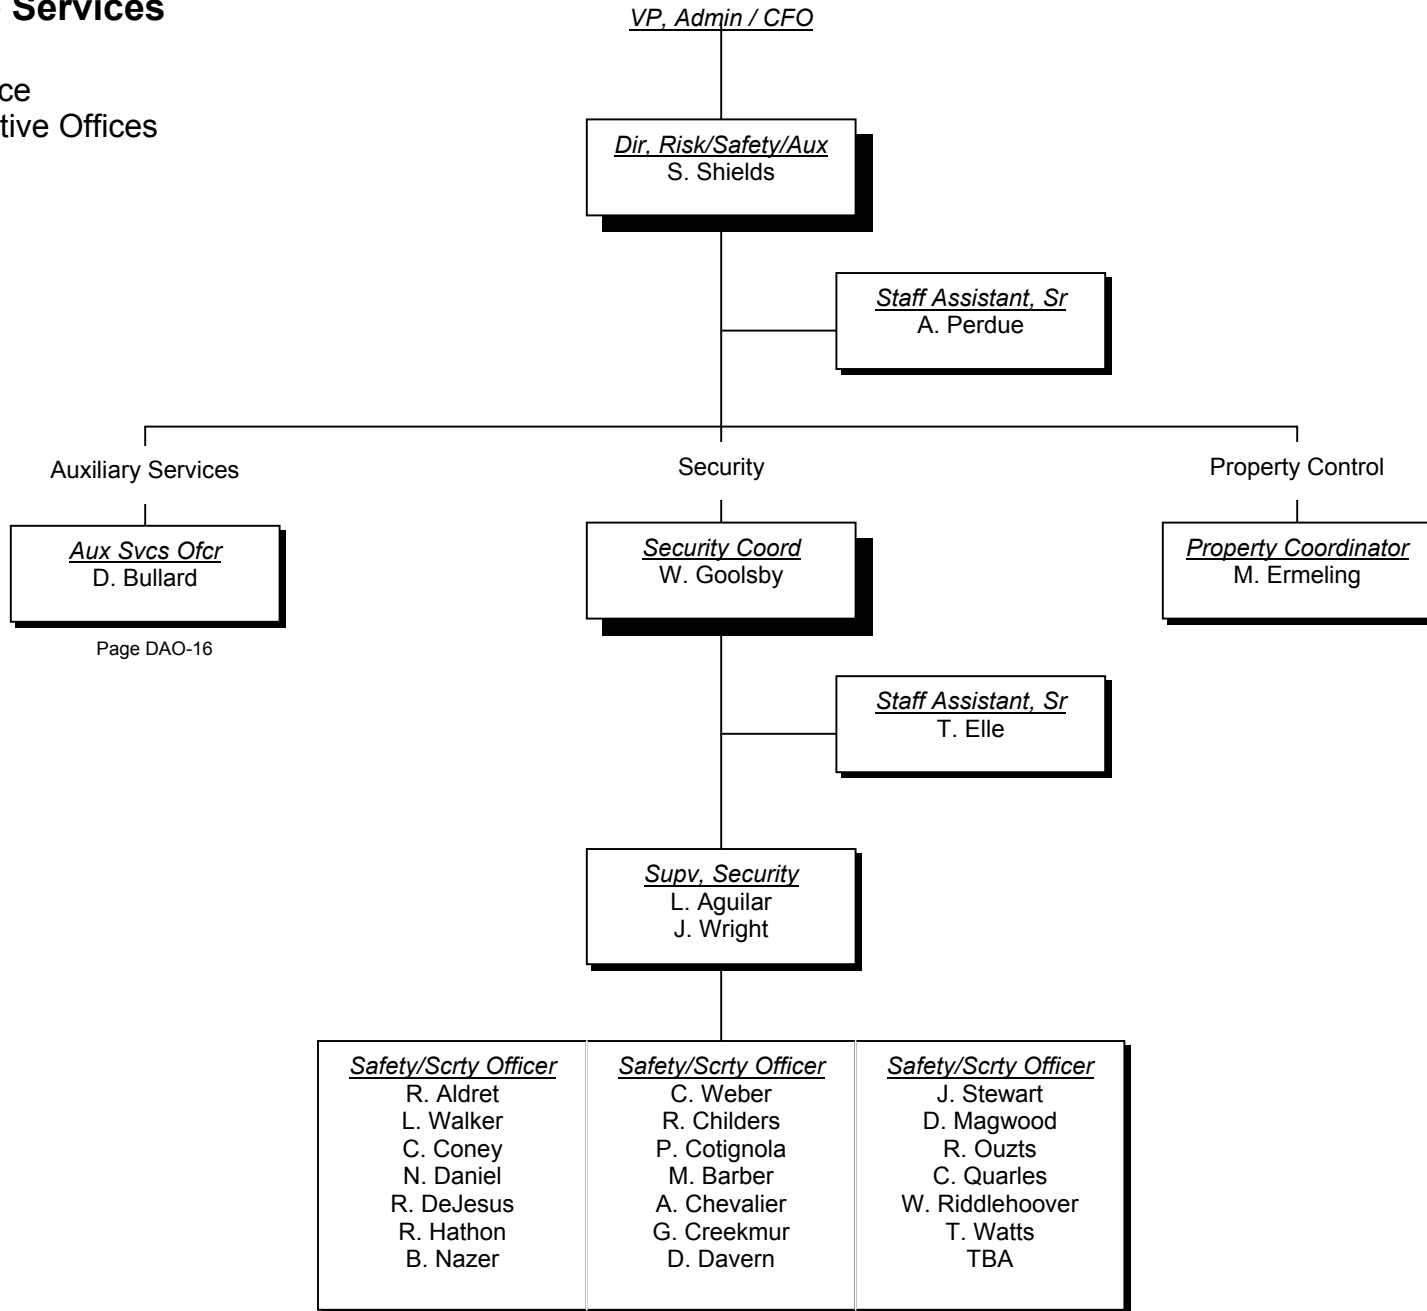 Services
VP, Admin / CFO
ce
tive Offices
Dir, Risk/Safety/Aux
S. Shields
Staff Assistant, Sr
A. Perdue
Auxiliary Services
Security
Property Control
Aux Svcs Ofcr
D. Bullard
Page DAO-16
Security Coord
W. Goolsby
Property Coordinator
M. Ermeling
Staff Assistant, Sr
T. Elle
Supv, Security
L. Aguilar
J. Wright
Safety/Scrty Officer
R. Aldret
L. Walker
C. Coney
N. Daniel
R. DeJesus
R. Hathon
B. Nazer
Safety/Scrty Officer
C. Weber
R. Childers
P. Cotignola
M. Barber
A. Chevalier
G. Creekmur
D. Davern
Safety/Scrty Officer
J. Stewart
D. Magwood
R. Ouzts
C. Quarles
W. Riddlehoover
T. Watts
TBA